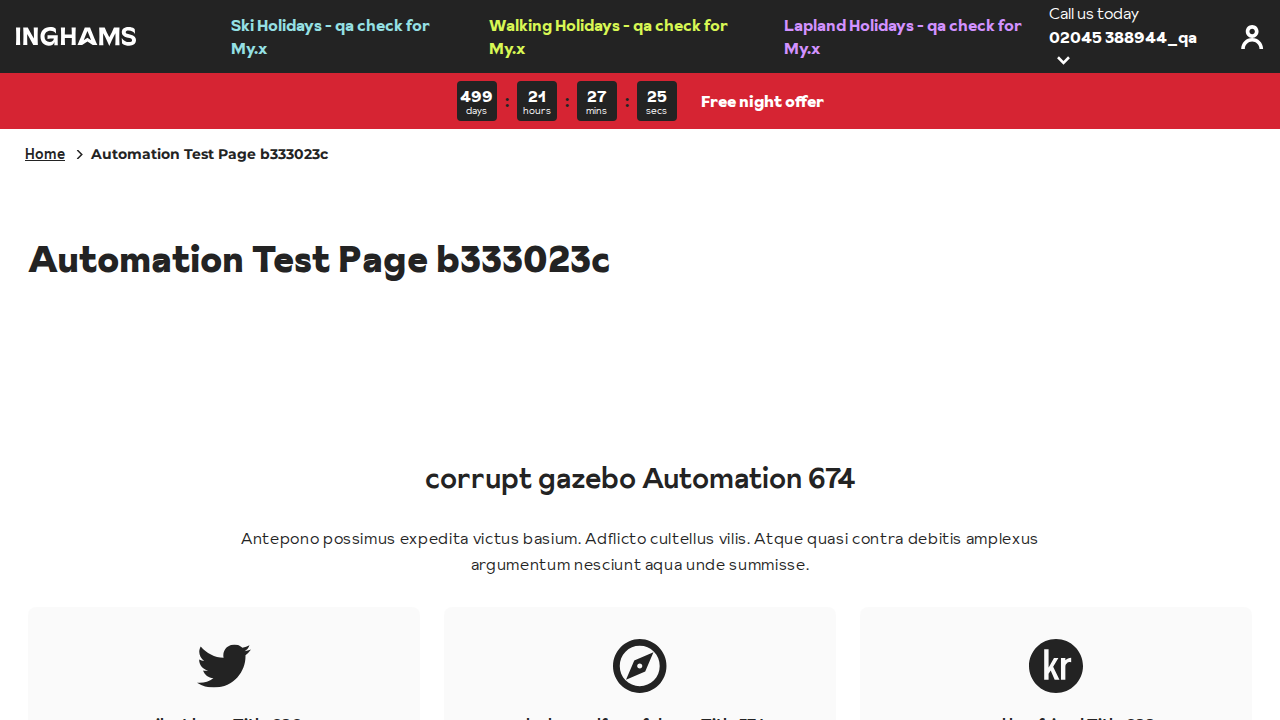 INGHAMS
Ski Holidays - qa check for
My.x
Walking Holidays - qa check for
My.x
Lapland Holidays - qa check for
My.x
Call us today
02045 388944_qa
499
days
:
21
hours
:
27
mins
:
25
secs
Free night offer
Home
Automation Test Page b333023c
Automation Test Page b333023c
corrupt gazebo Automation 674
Antepono possimus expedita victus basium. Adflicto cultellus vilis. Atque quasi contra debitis amplexus
argumentum nesciunt aqua unde summisse.
kr